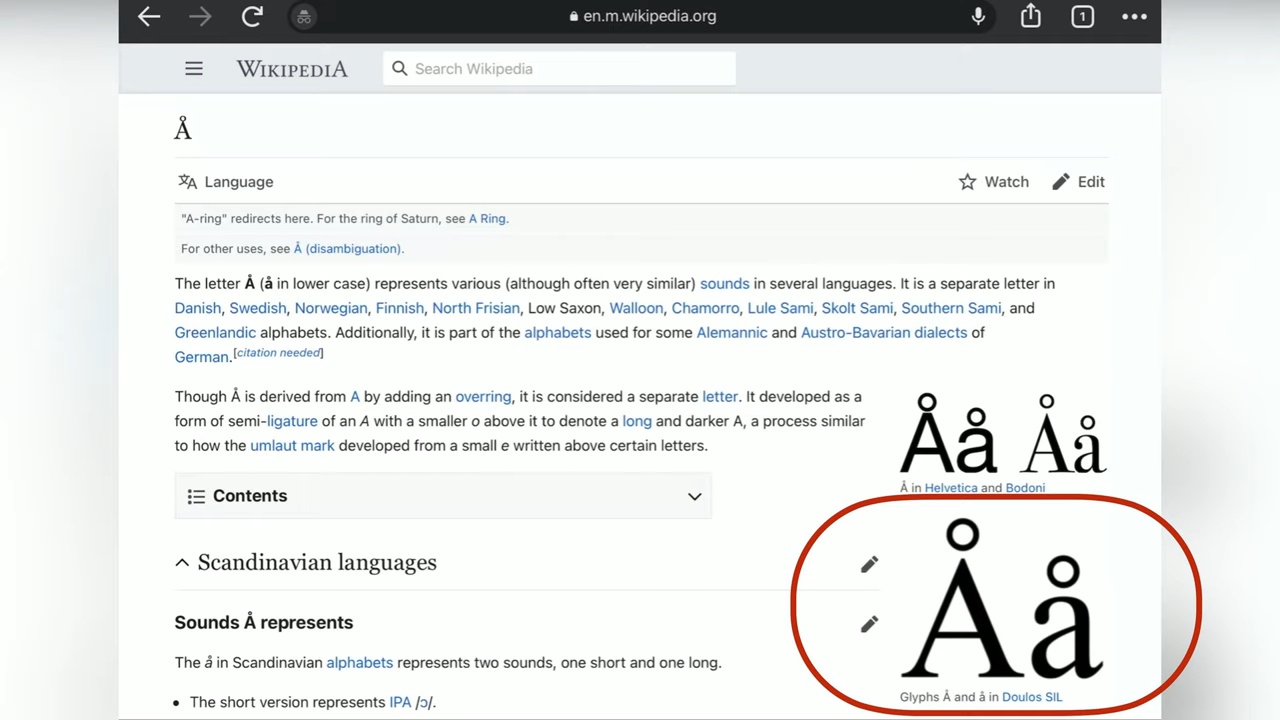 en.m.wikipedia.org
1
WIKIPEDIA
Search Wikipedia
Å
Language
Watch
Edit
"A-ring" redirects here. For the ring of Saturn, see A Ring.
For other uses, see Å (disambiguation).
The letter Å (å in lower case) represents various (although often very similar) sounds in several languages. It is a separate letter in
Danish, Swedish, Norwegian, Finnish, North Frisian, Low Saxon, Walloon, Chamorro, Lule Sami, Skolt Sami, Southern Sami, and
Greenlandic alphabets. Additionally, it is part of the alphabets used for some Alemannic and Austro-Bavarian dialects of
German.[citation needed]
Though Å is derived from A by adding an overring, it is considered a separate letter. It developed as a
form of semi-ligature of an A with a smaller o above it to denote a long and darker A, a process similar
to how the umlaut mark developed from a small e written above certain letters.
Åå Åå
Å in Helvetica and Bodoni
Contents
Åå
Glyphs Å and å in Doulos SIL
Scandinavian languages
Sounds Å represents
The å in Scandinavian alphabets represents two sounds, one short and one long.
• The short version represents IPA /ɔ/.